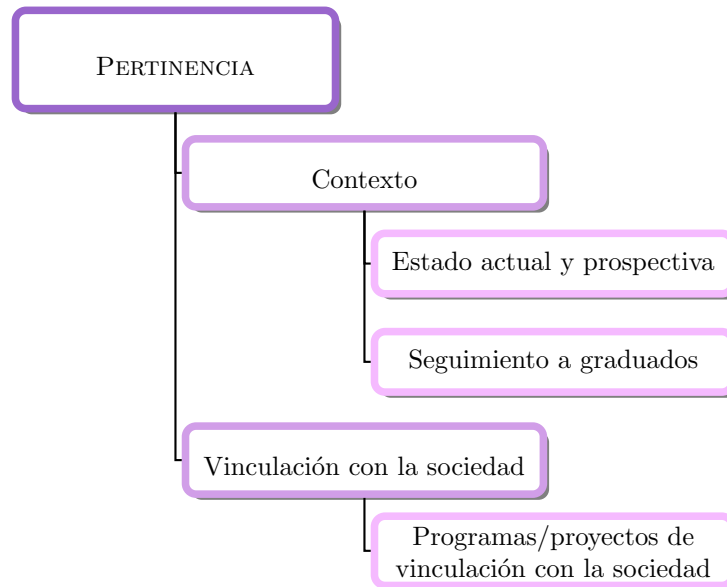 PERTINENCIA
Contexto
Estado actual y prospectiva
Seguimiento a graduados
Vinculación con la sociedad
Programas/proyectos de
vinculación con la sociedad